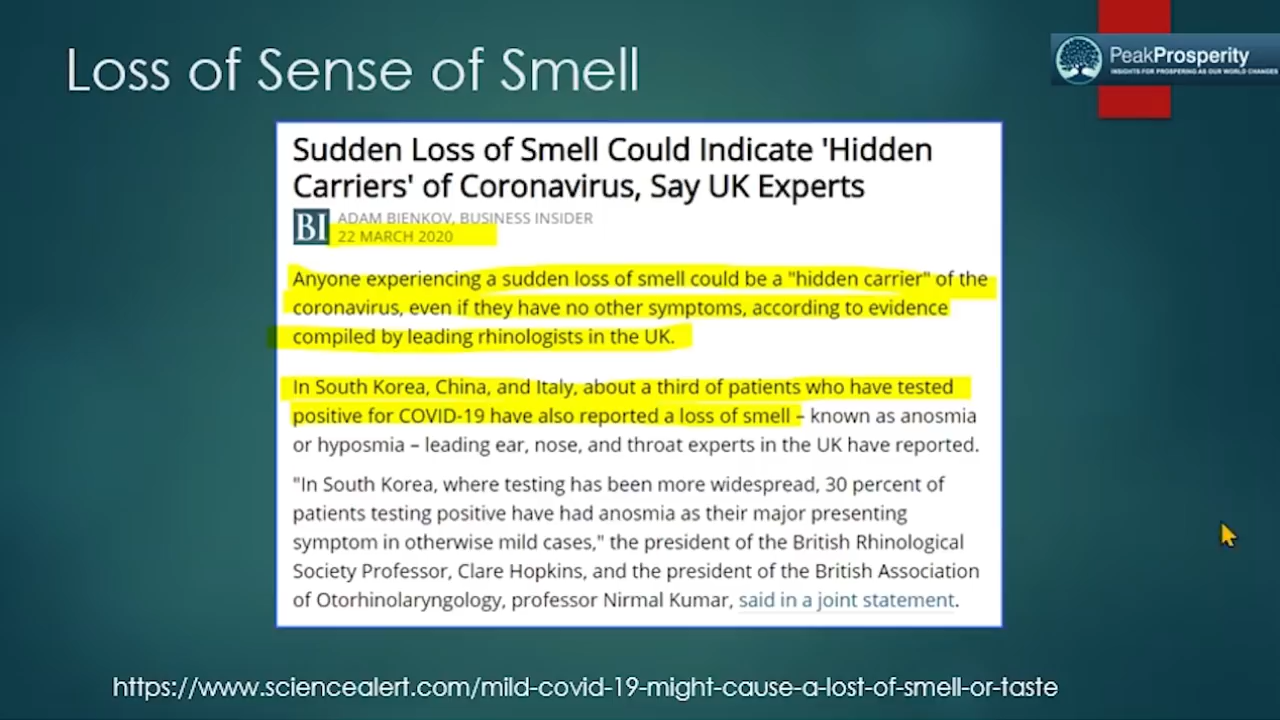 Loss of Sense of Smell
PeakProsperity
INSIGHTS FOR PROSPERING AS OUR WORLD CHANGES
Sudden Loss of Smell Could Indicate 'Hidden
Carriers' of Coronavirus, Say UK Experts
BI
ADAM BIENKOV, BUSINESS INSIDER
22 MARCH 2020
Anyone experiencing a sudden loss of smell could be a "hidden carrier" of the
coronavirus, even if they have no other symptoms, according to evidence
compiled by leading rhinologists in the UK.
In South Korea, China, and Italy, about a third of patients who have tested
positive for COVID-19 have also reported a loss of smell – known as anosmia
or hyposmia – leading ear, nose, and throat experts in the UK have reported.
"In South Korea, where testing has been more widespread, 30 percent of
patients testing positive have had anosmia as their major presenting
symptom in otherwise mild cases," the president of the British Rhinological
Society Professor, Clare Hopkins, and the president of the British Association
of Otorhinolaryngology, professor Nirmal Kumar, said in a joint statement.
https://www.sciencealert.com/mild-covid-19-might-cause-a-lost-of-smell-or-taste